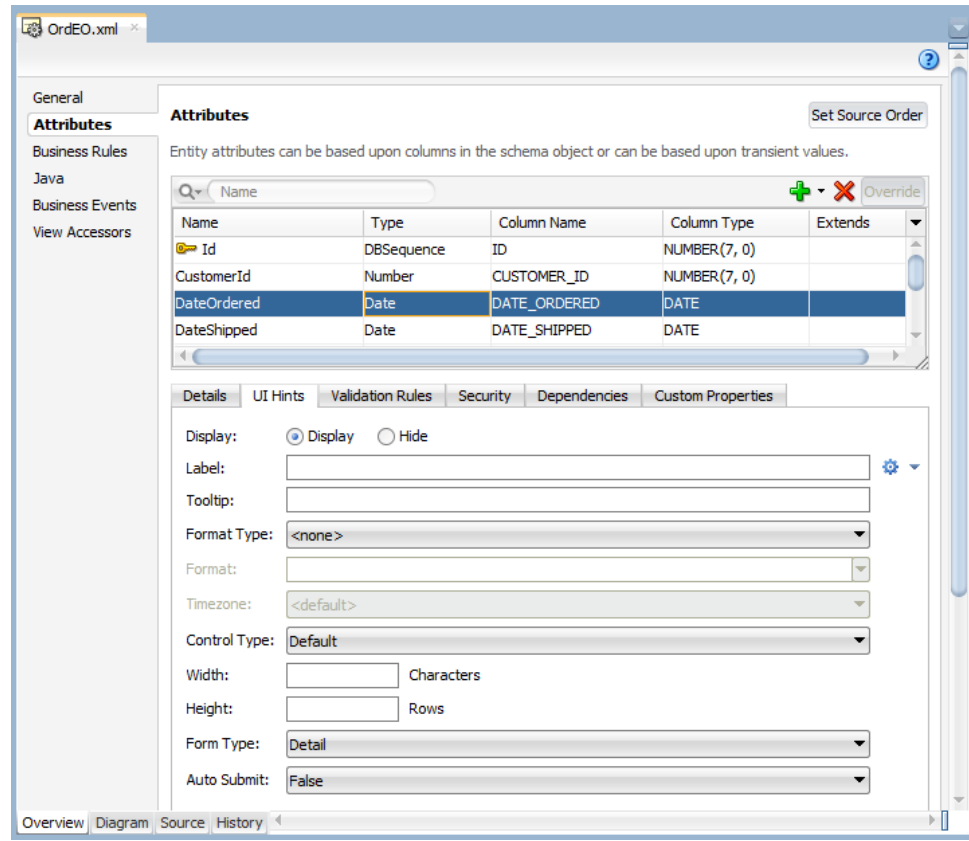 OrdEO.xml
General
Attributes
Business Rules
Java
Business Events
View Accessors
Attributes
Set Source Order
Entity attributes can be based upon columns in the schema object or can be based upon transient values.
Name
Override
Name Type Column Name Column Type Extends
Id DBSequence ID NUMBER(7, 0)
CustomerId Number CUSTOMER_ID NUMBER(7, 0)
DateOrdered Date DATE_ORDERED DATE
DateShipped Date DATE_SHIPPED DATE
Details UI Hints Validation Rules Security Dependencies Custom Properties
Display: Display Hide
Label:
Tooltip:
Format Type: <none>
Format:
Timezone: <default>
Control Type: Default
Width: Characters
Height: Rows
Form Type: Detail
Auto Submit: False
Overview Diagram Source History